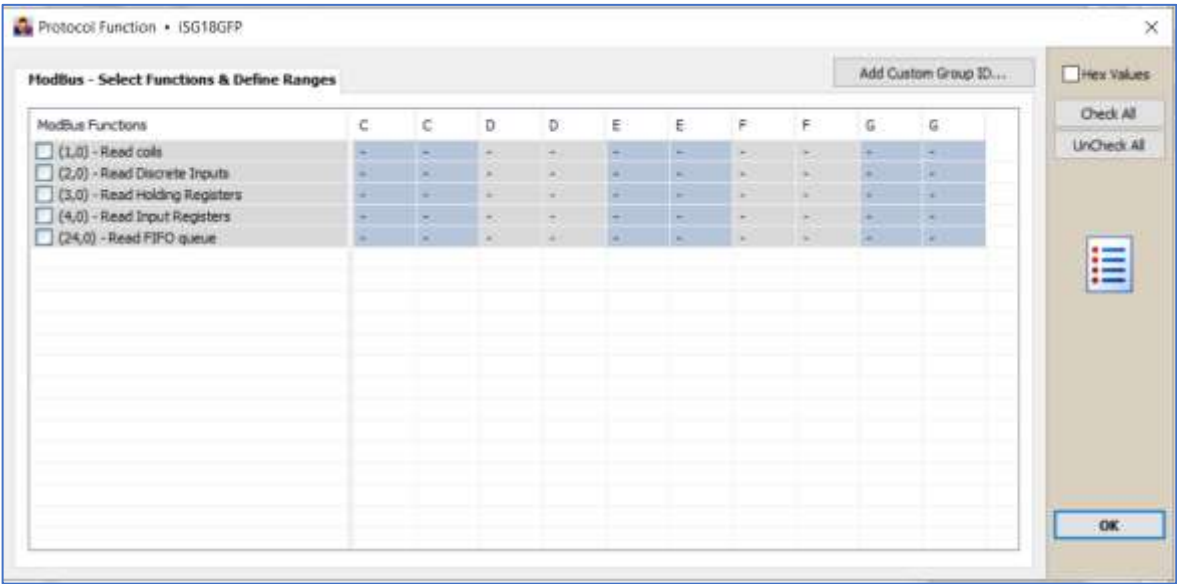 Protocol Function • iSG18GFP
ModBus - Select Functions & Define Ranges
Add Custom Group ID...
Hex Values
Check All
UnCheck All
ModBus Functions C C D D E E F F G G
(1,0) - Read coils - - - - - - - - - -
(2,0) - Read Discrete Inputs - - - - - - - - - -
(3,0) - Read Holding Registers - - - - - - - - - -
(4,0) - Read Input Registers - - - - - - - - - -
(24,0) - Read FIFO queue - - - - - - - - - -
OK